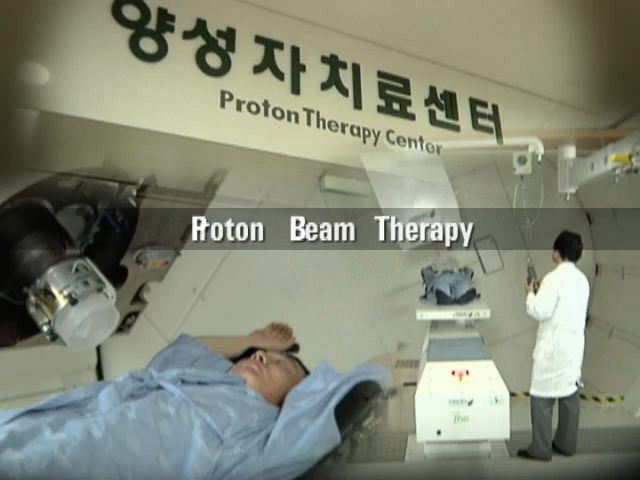 양성자치료센터
Proton Therapy Center
Proton Beam Therapy